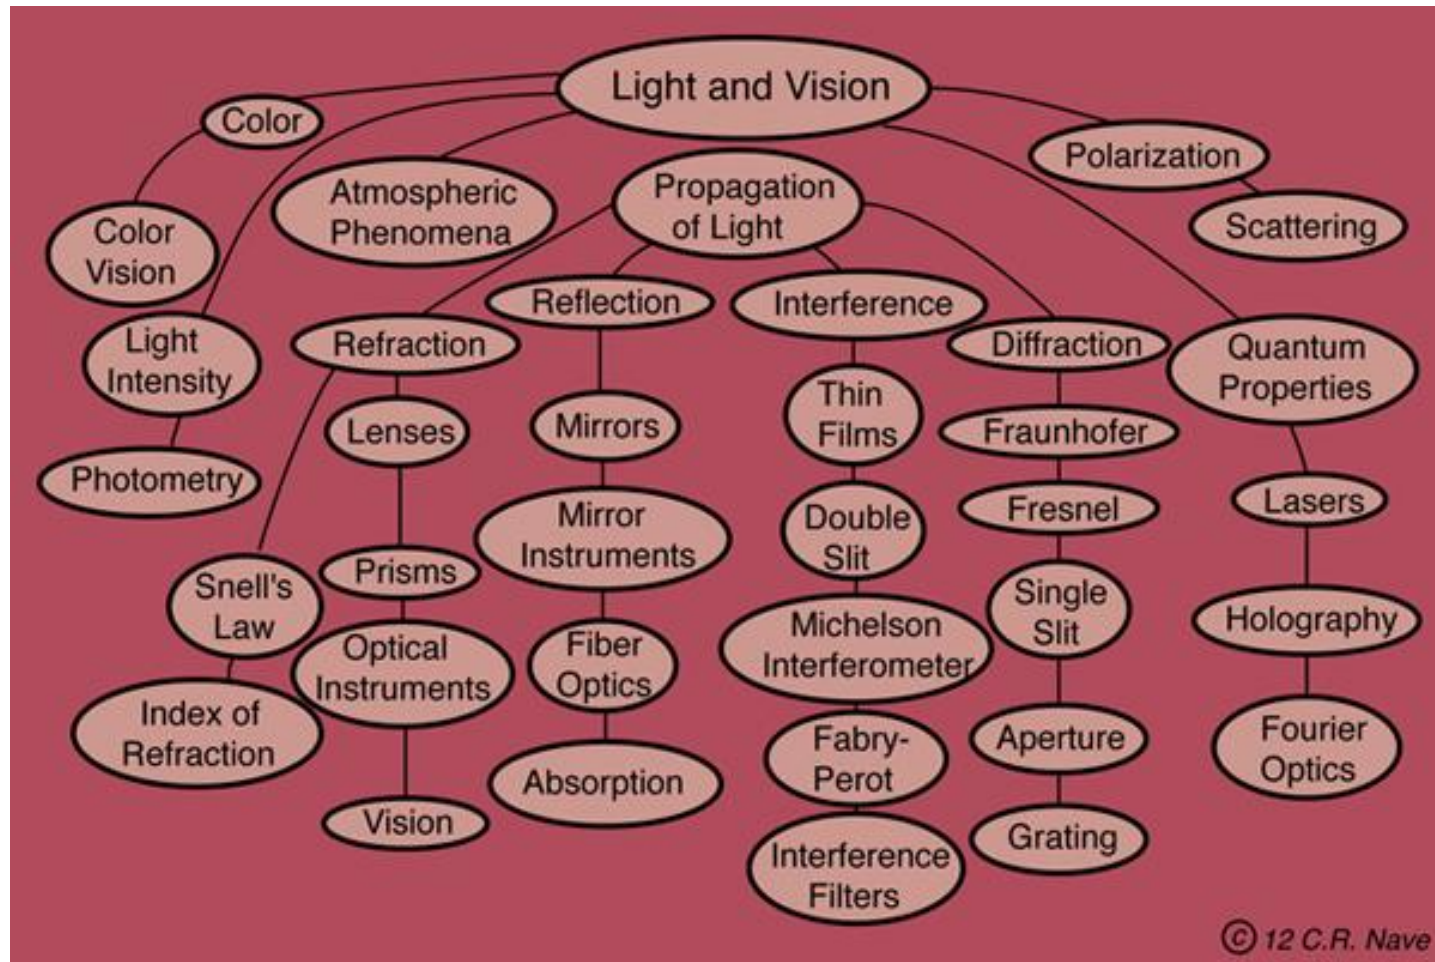 Light and Vision
Color
Polarization
Atmospheric
Phenomena
Propagation
of Light
Color
Vision
Scattering
Reflection
Interference
Light
Intensity
Refraction
Diffraction
Quantum
Properties
Lenses
Mirrors
Thin
Films
Fraunhofer
Photometry
Lasers
Mirror
Instruments
Double
Slit
Fresnel
Snell's
Law
Prisms
Single
Slit
Holography
Optical
Instruments
Fiber
Optics
Michelson
Interferometer
Index of
Refraction
Absorption
Fabry-
Perot
Aperture
Fourier
Optics
Vision
Interference
Filters
Grating
© 12 C.R. Nave